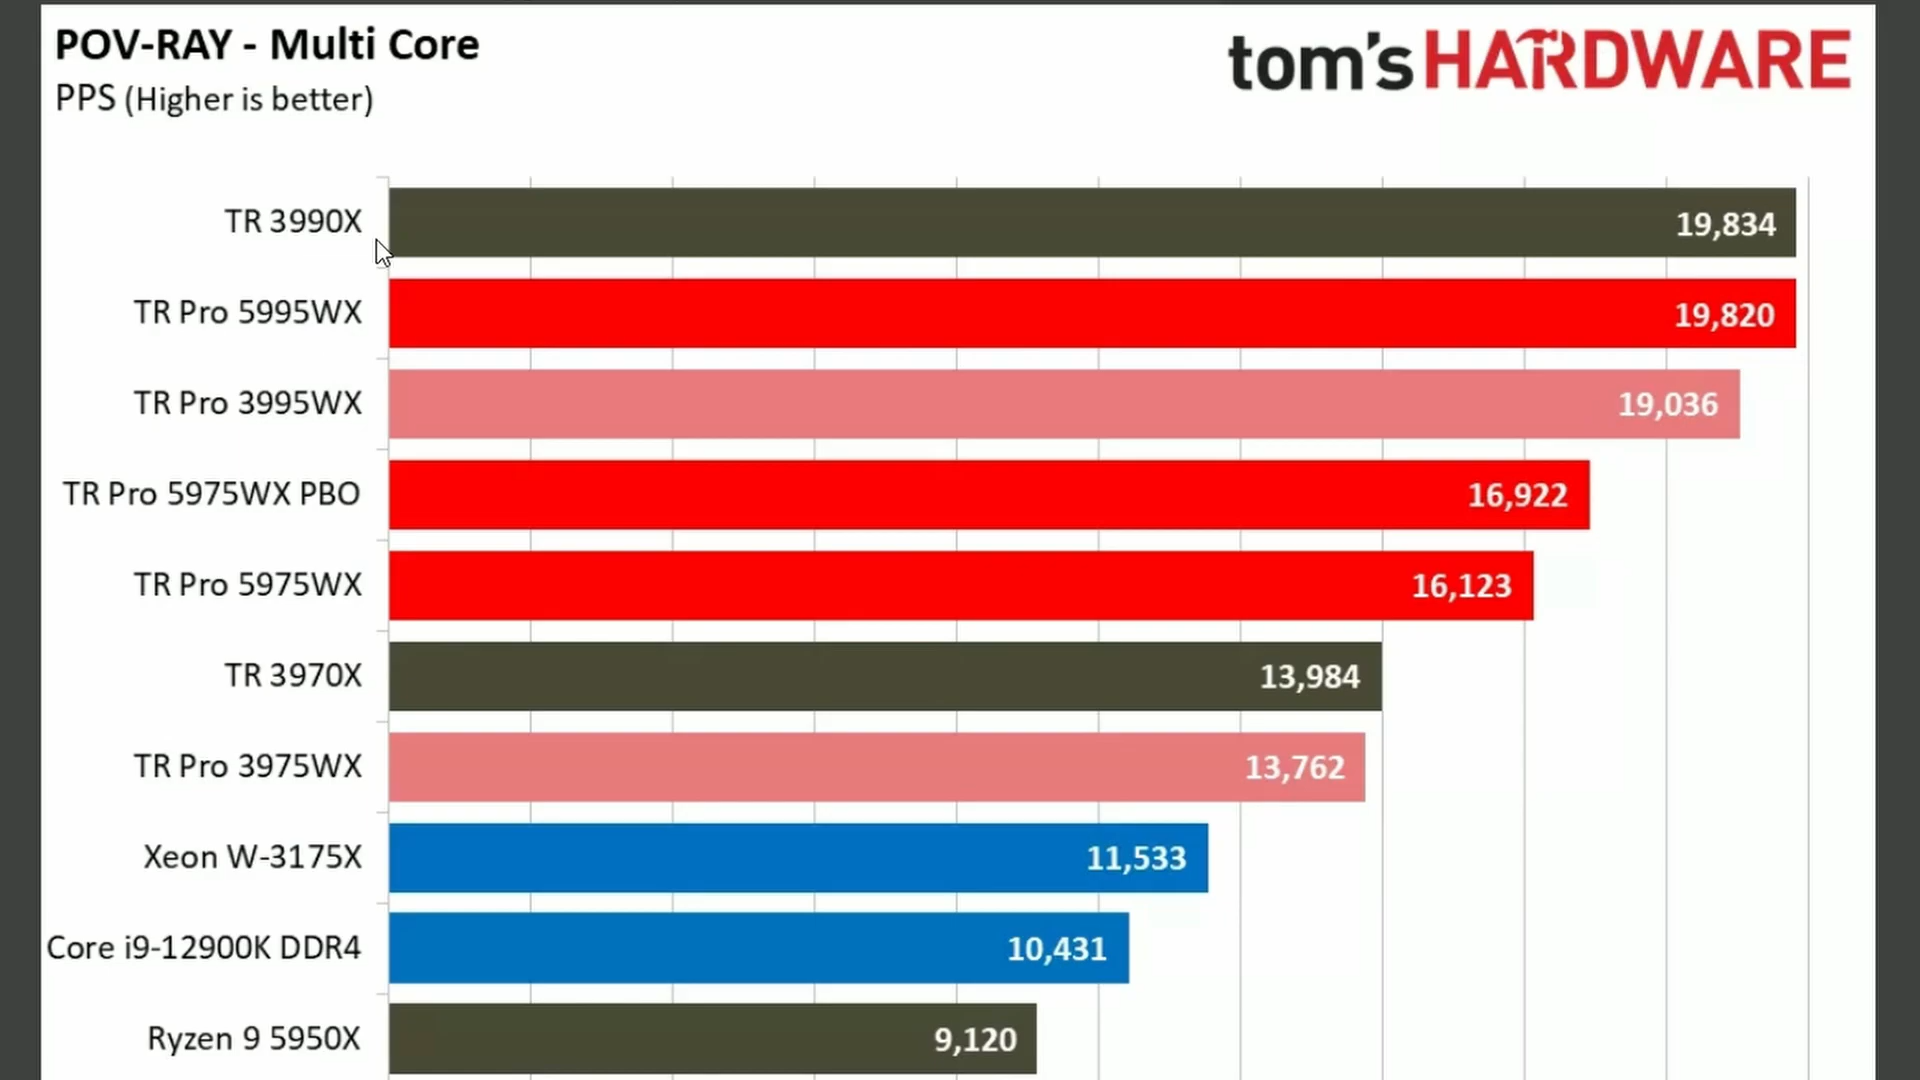 POV-RAY - Multi Core
PPS (Higher is better)
tom's HARDWARE
TR 3990X 19,834
TR Pro 5995WX 19,820
TR Pro 3995WX 19,036
TR Pro 5975WX PBO 16,922
TR Pro 5975WX 16,123
TR 3970X 13,984
TR Pro 3975WX 13,762
Xeon W-3175X 11,533
Core i9-12900K DDR4 10,431
Ryzen 9 5950X 9,120